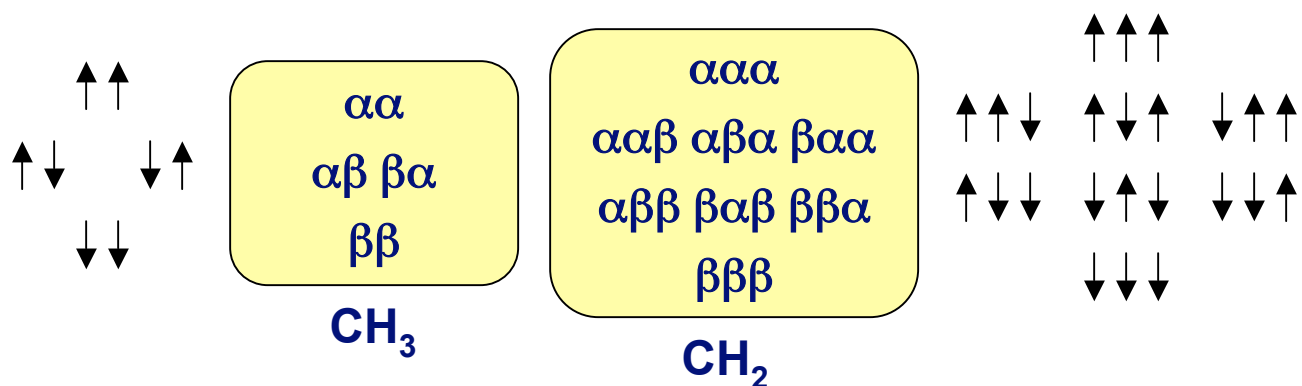 αα
αβ βα
ββ
CH₃
ααα
ααβ αβα βαα
αββ βαβ ββα
βββ
CH₂